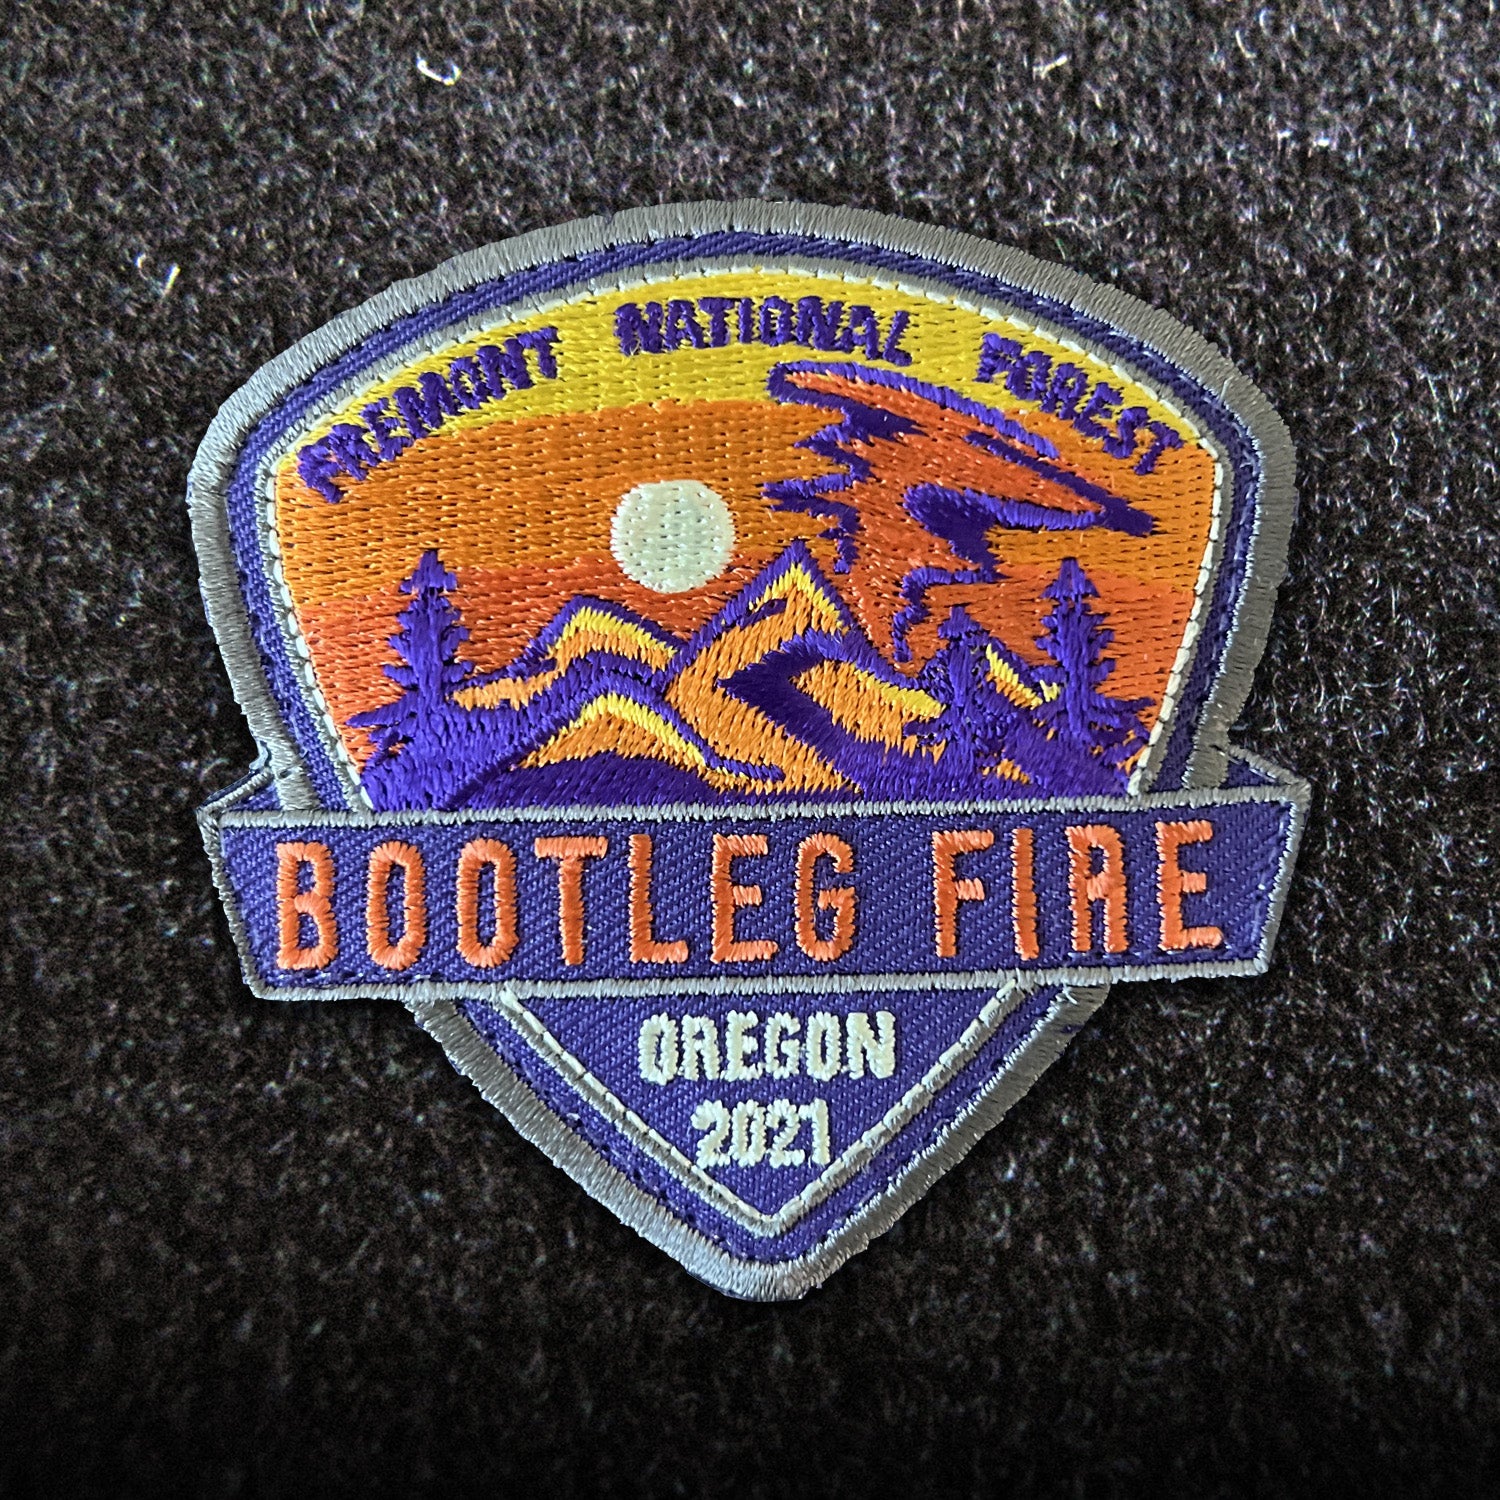 FREMONT NATIONAL FOREST
BOOTLEG FIRE
OREGON
2021